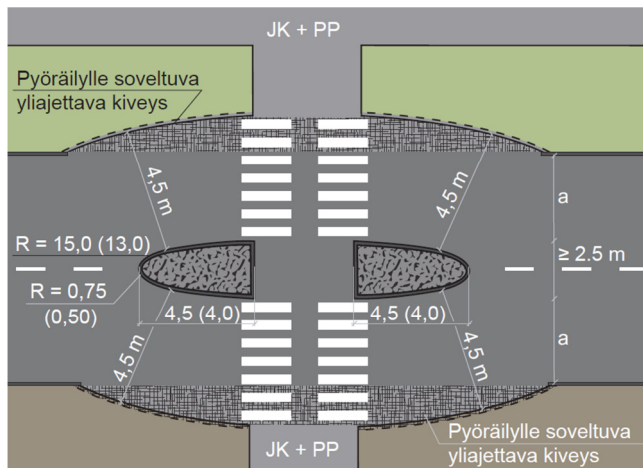 JK + PP
Pyöräilylle soveltuva
yliajettava kiveys
4,5 m
4,5 m
a
R = 15,0 (13,0)
≥ 2.5 m
R = 0,75
(0,50)
4,5 (4,0)
4,5 (4,0)
4,5 m
4,5 m
a
Pyöräilylle soveltuva
yliajettava kiveys
JK + PP